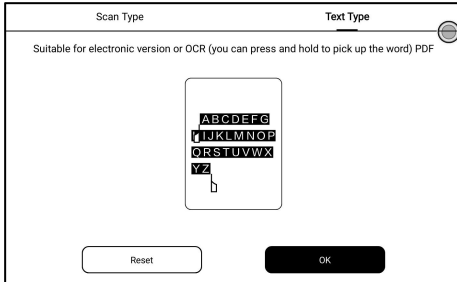 Scan Type
Text Type
Suitable for electronic version or OCR (you can press and hold to pick up the word) PDF
ABCDEFG
IJKLMNOP
QRSTUVWX
YZ
Reset
OK